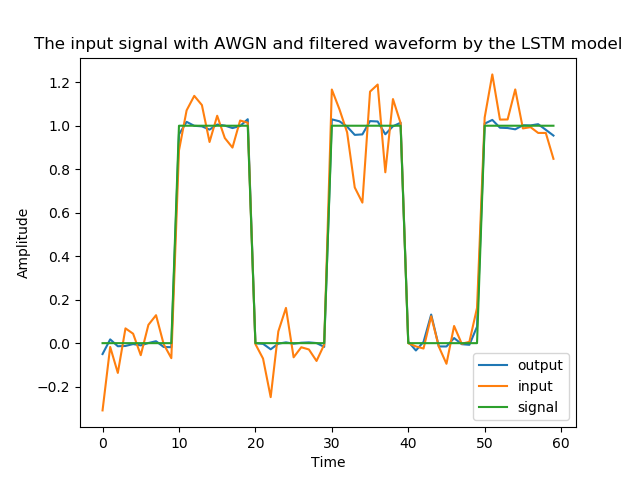 The input signal with AWGN and filtered waveform by the LSTM model
Amplitude
1.2
1.0
0.8
0.6
0.4
0.2
0.0
−0.2
0 10 20 30 40 50 60
Time
output
input
signal